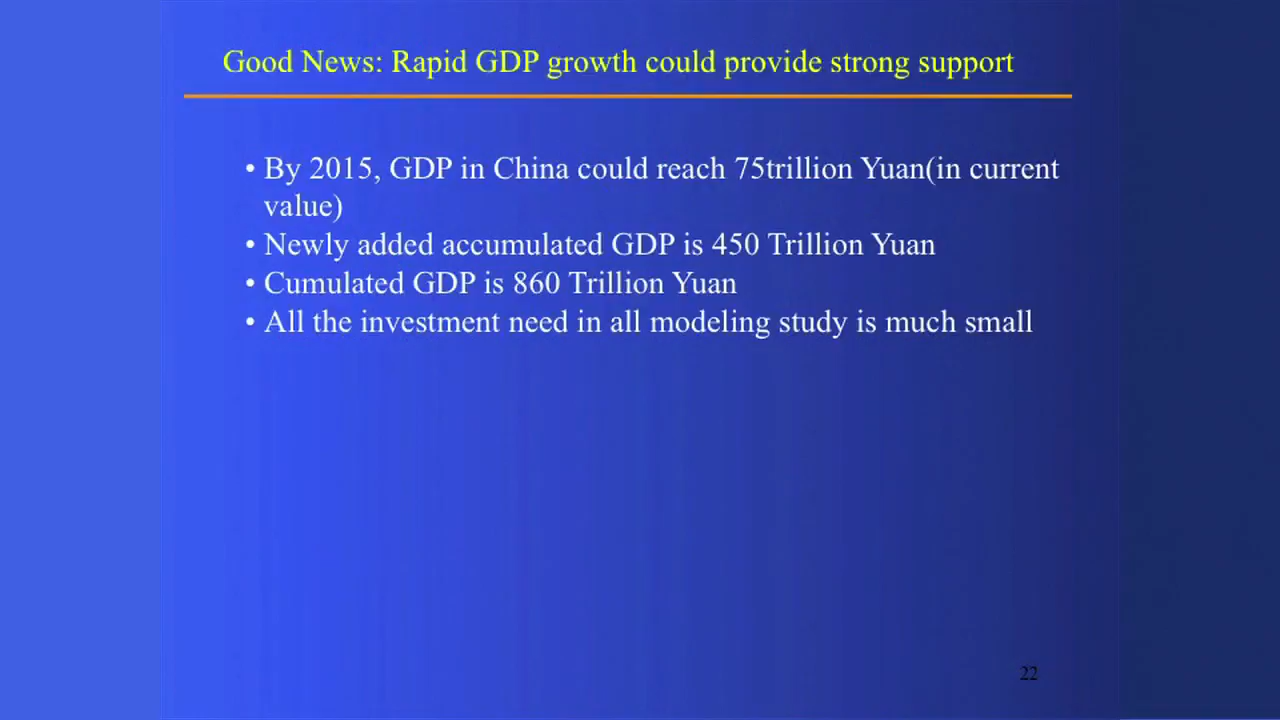 Good News: Rapid GDP growth could provide strong support
• By 2015, GDP in China could reach 75trillion Yuan(in current
value)
• Newly added accumulated GDP is 450 Trillion Yuan
• Cumulated GDP is 860 Trillion Yuan
• All the investment need in all modeling study is much small
22